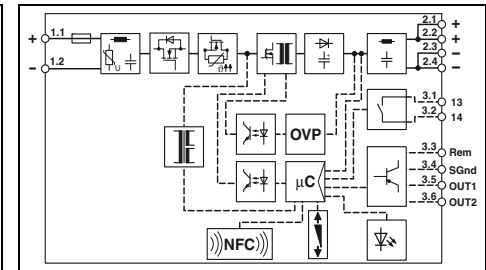 + 1.1
− 1.2
U
ϑ
+
2.1 +
2.2 +
2.3 −
2.4 −
3.1 13
3.2 14
OVP
µC
3.3 Rem
3.4 SGnd
3.5 OUT1
3.6 OUT2
NFC